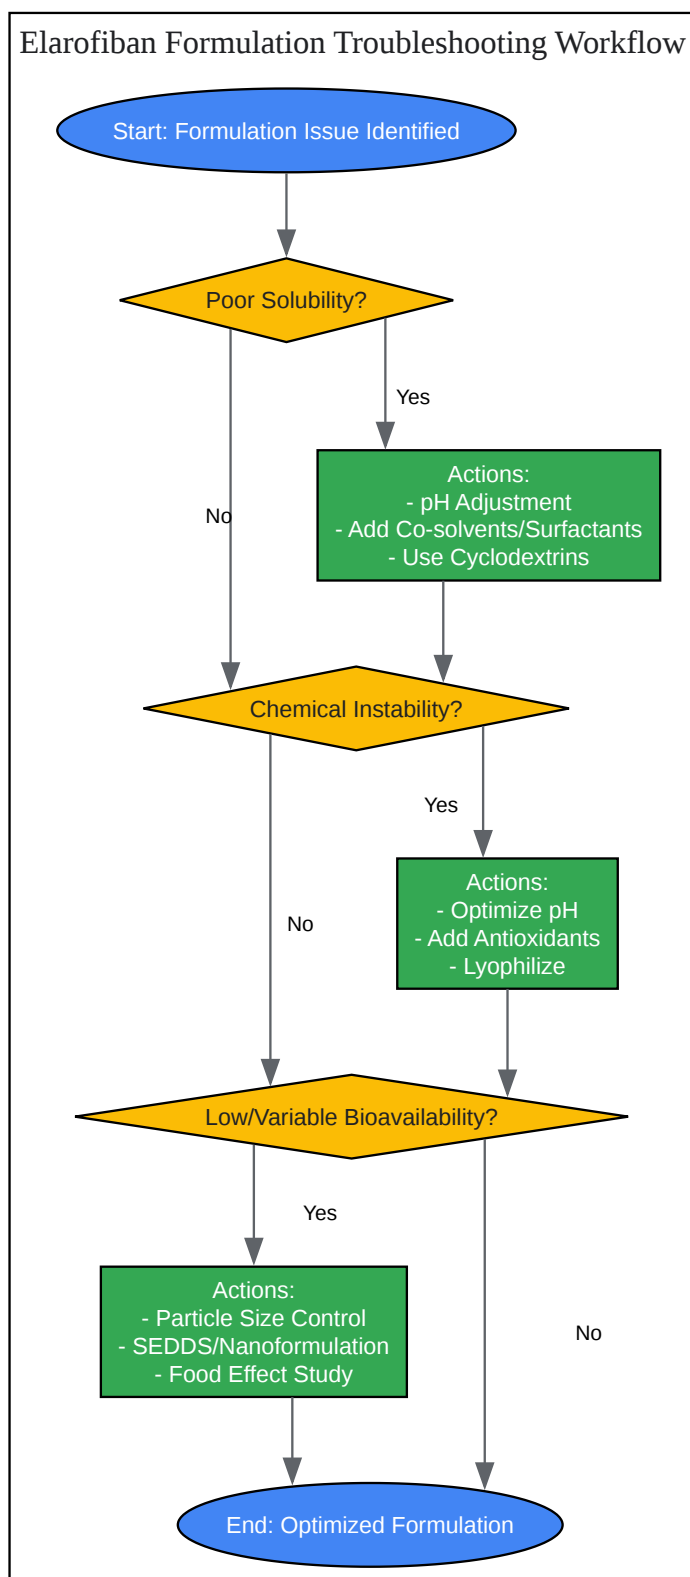 Elarofiban Formulation Troubleshooting Workflow
Start: Formulation Issue Identified
Poor Solubility?
Yes
No
Actions:
- pH Adjustment
- Add Co-solvents/Surfactants
- Use Cyclodextrins
Chemical Instability?
Yes
No
Actions:
- Optimize pH
- Add Antioxidants
- Lyophilize
Low/Variable Bioavailability?
Yes
No
Actions:
- Particle Size Control
- SEDDS/Nanoformulation
- Food Effect Study
End: Optimized Formulation